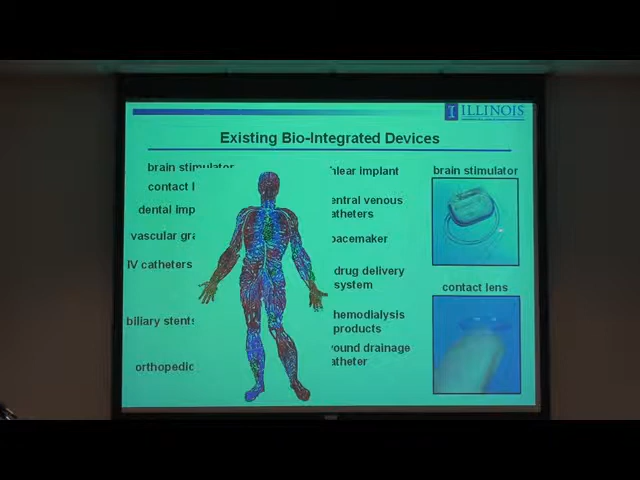 ILLINOIS
Existing Bio-Integrated Devices
brain stimulator
contact l
dental imp
vascular gra
IV catheters
biliary stents
orthopedic
hlear implant
entral venous
atheters
pacemaker
drug delivery
system
hemodialysis
products
ound drainage
atheter
brain stimulator
contact lens